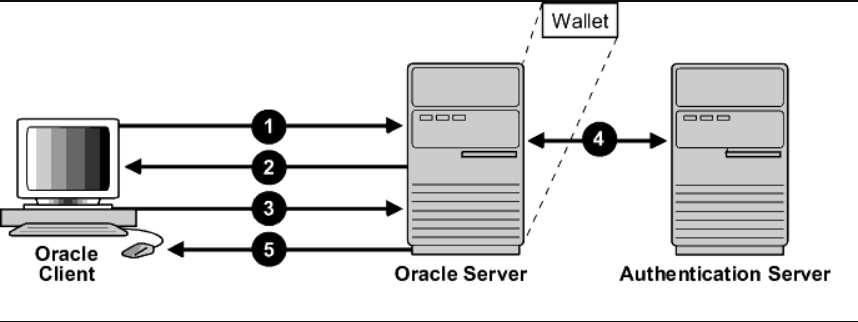 Wallet
1
2
4
3
5
Oracle
Client
Oracle Server
Authentication Server